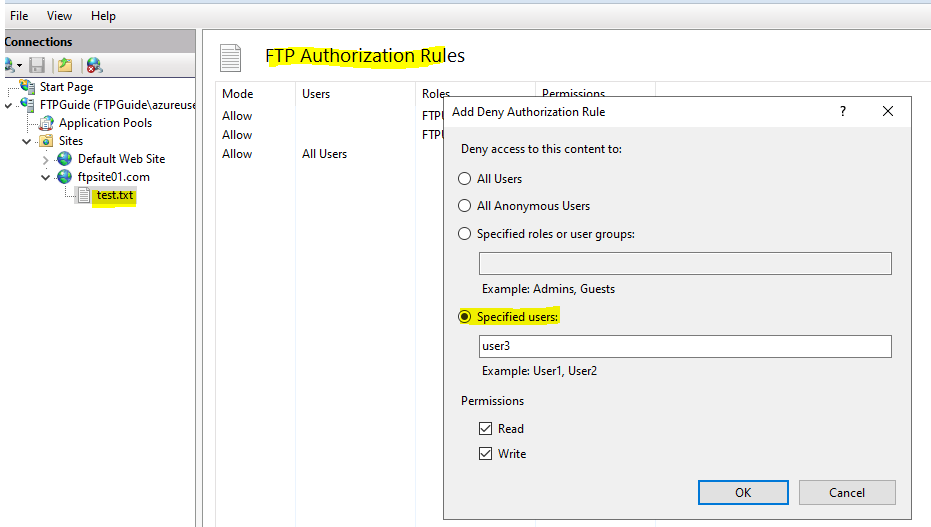 File View Help
Connections
Start Page
FTPGuide (FTPGuide\azureuse
Application Pools
Sites
Default Web Site
ftpsite01.com
test.txt
FTP Authorization Rules
Mode Users Roles Permissions
Allow FTPU
Allow FTPU
Allow All Users
Add Deny Authorization Rule ?
Deny access to this content to:
All Users
All Anonymous Users
Specified roles or user groups:
Example: Admins, Guests
Specified users:
user3
Example: User1, User2
Permissions
Read
Write
OK Cancel